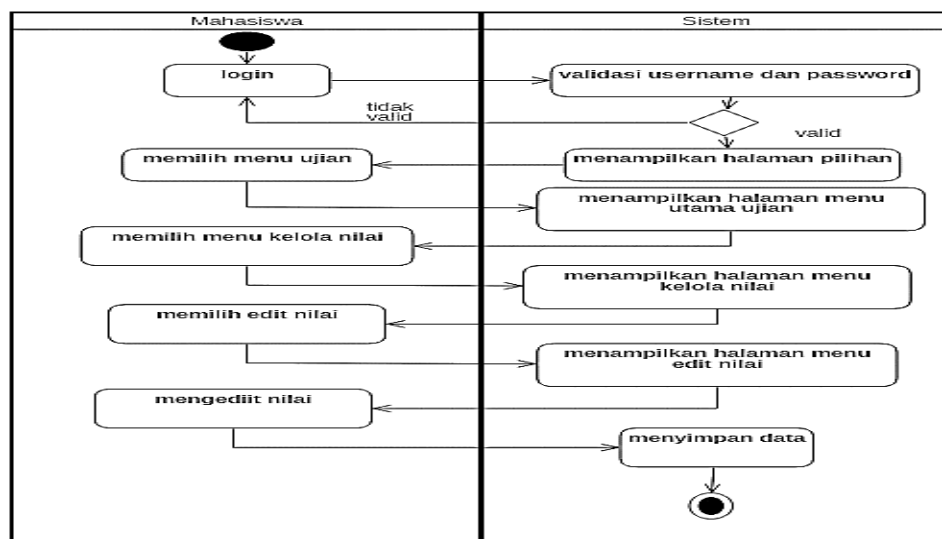 Mahasiswa
Sistem
login
validasi username dan password
tidak
valid
valid
memilih menu ujian
menampilkan halaman pilihan
menampilkan halaman menu
utama ujian
memilih menu kelola nilai
menampilkan halaman menu
kelola nilai
memilih edit nilai
menampilkan halaman menu
edit nilai
mengediit nilai
menyimpan data